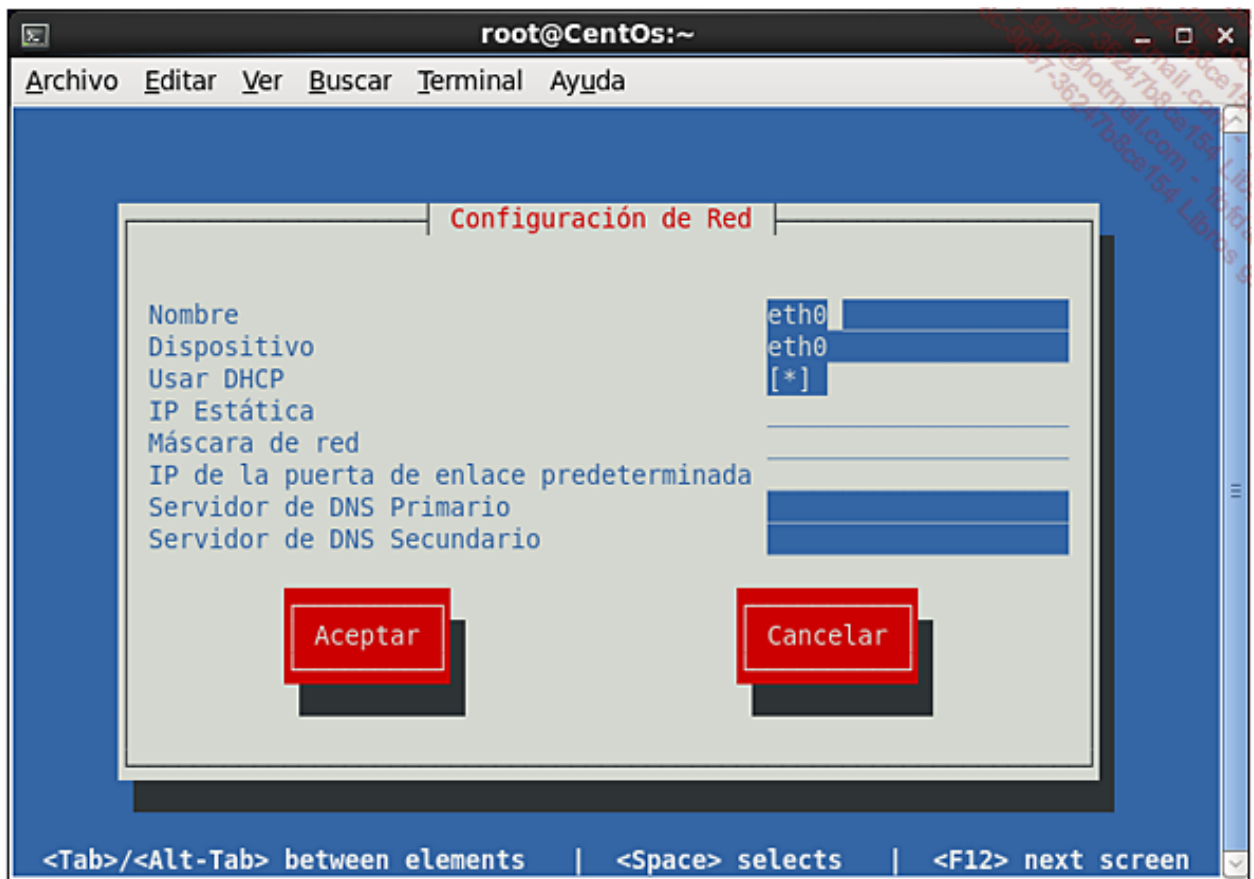 root@CentOs:~
Archivo Editar Ver Buscar Terminal Ayuda
Configuración de Red
Nombre eth0
Dispositivo eth0
Usar DHCP [*]
IP Estática
Máscara de red
IP de la puerta de enlace predeterminada
Servidor de DNS Primario
Servidor de DNS Secundario
Aceptar Cancelar
<Tab>/<Alt-Tab> between elements | <Space> selects | <F12> next screen